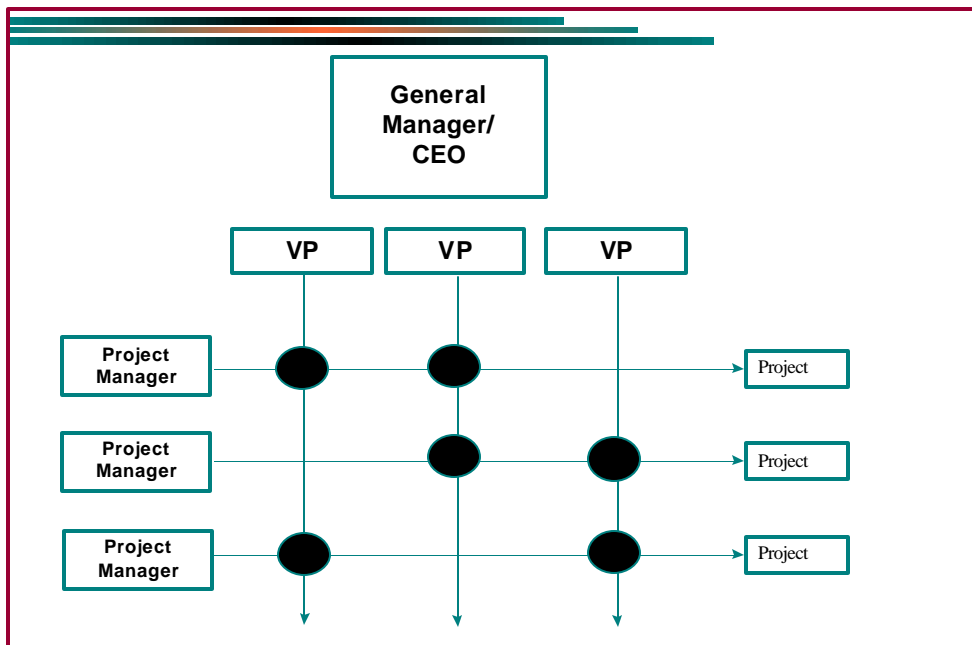 General
Manager/
CEO
VP
VP
VP
Project
Manager
Project
Project
Manager
Project
Project
Manager
Project